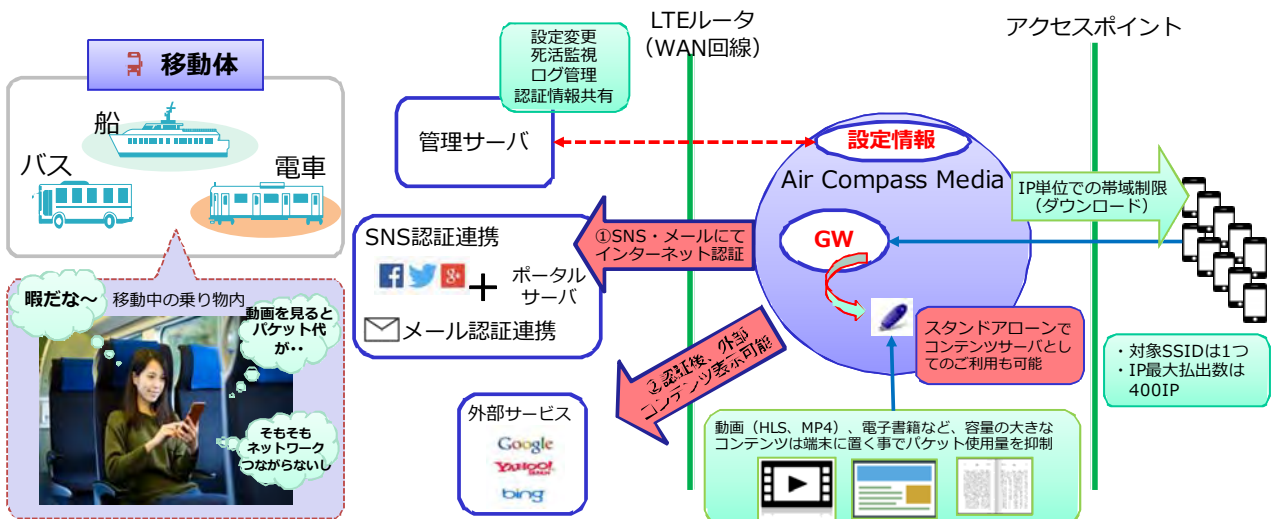 移動体
船
バス
電車
暇だな～
移動中の乗り物内
動画を見ると
パケット代
が・・
そもそも
ネットワーク
つながらないし
設定変更
死活監視
ログ管理
認証情報共有
管理サーバ
LTEルータ
（WAN回線）
アクセスポイント
設定情報
Air Compass Media
GW
IP単位での帯域制限
（ダウンロード）
SNS認証連携
＋
ポータル
サーバ
メール認証連携
①SNS・メールにて
インターネット認証
②認証後、外部
コンテンツ表示可能
スタンドアローンで
コンテンツサーバとし
てのご利用も可能
・対象SSIDは1つ
・IP最大払出数は
400IP
外部サービス
Google
YAHOO!
JAPAN
bing
動画（HLS、MP4）、電子書籍など、容量の大きな
コンテンツは端末に置く事でパケット使用量を抑制